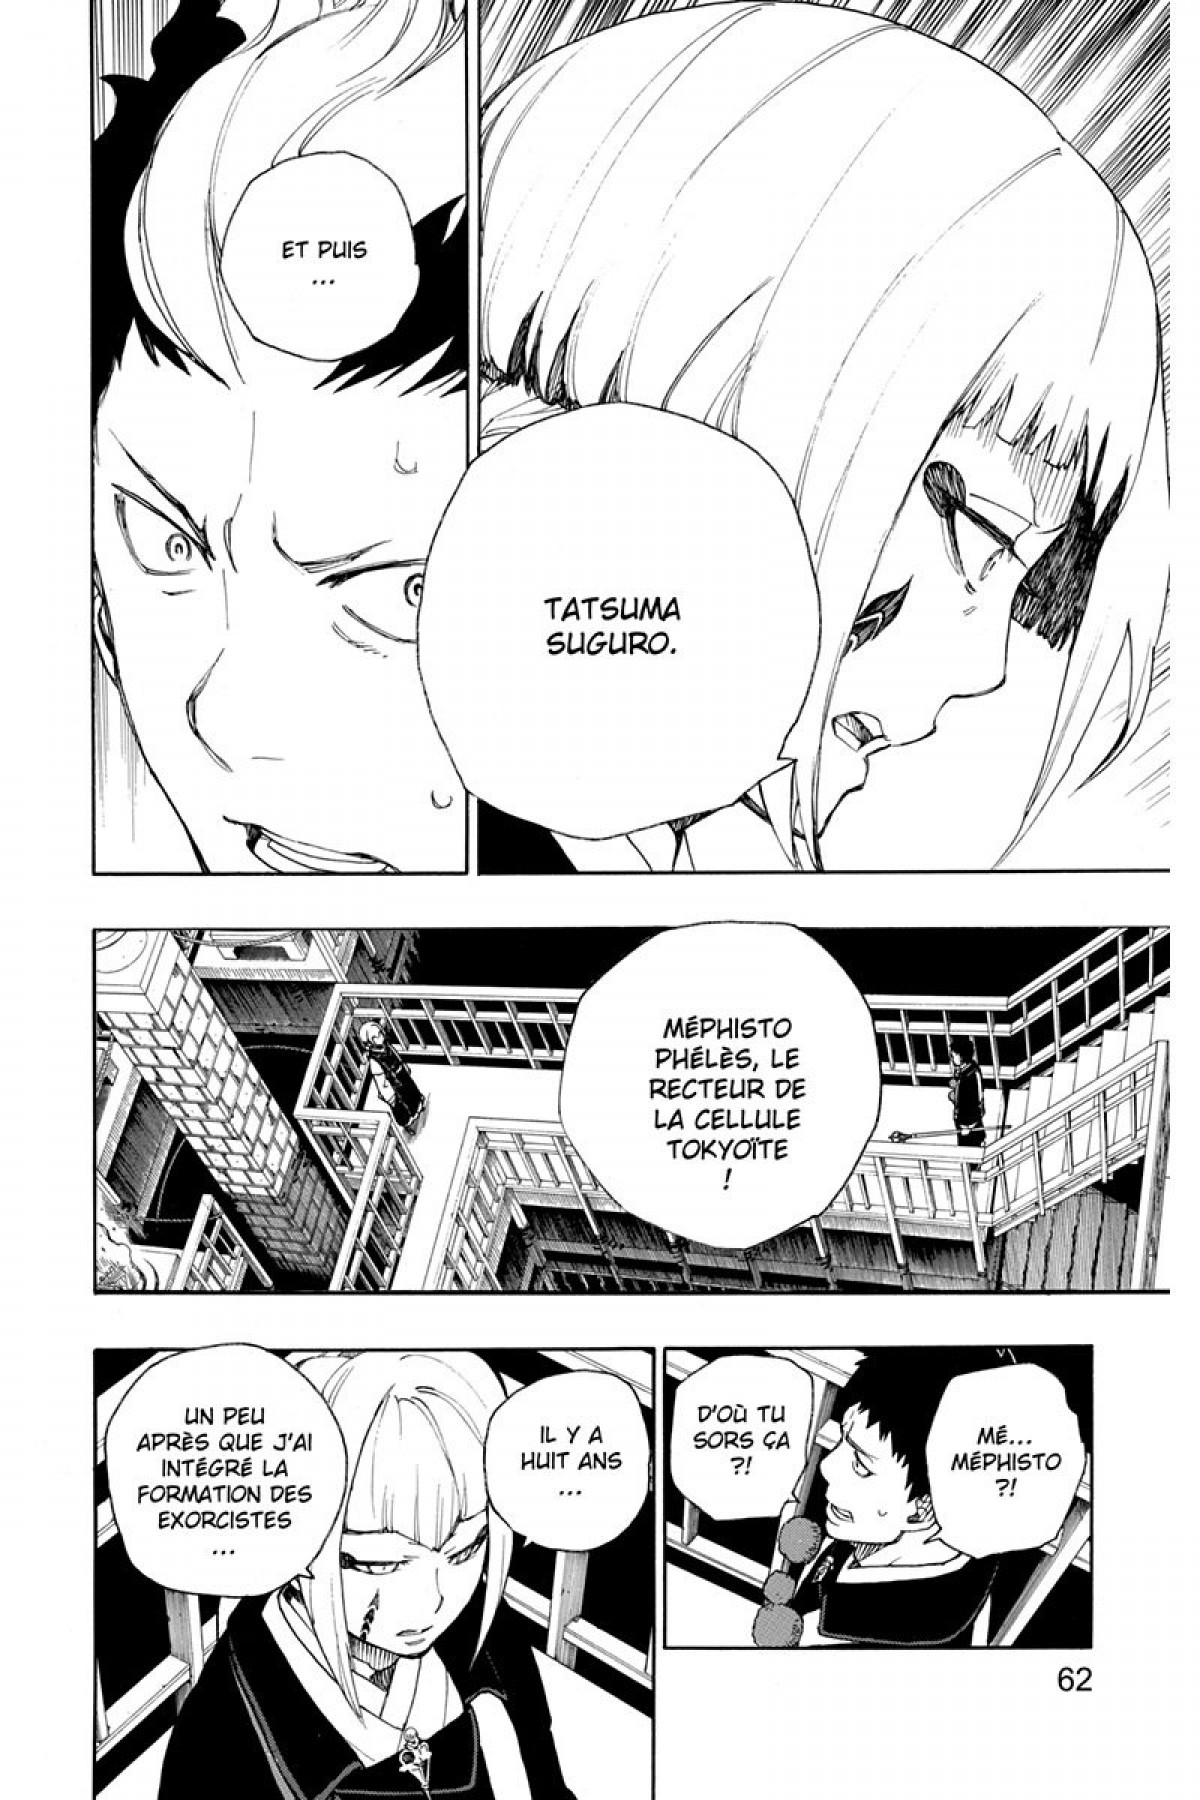 TATSUMA
SUGURO.
ET PUIS
...
MÉPHISTO
PHÉLÈS, LE
RECTEUR DE
LA CELLULE
TOKYOÏTE
!
MÉ...
MÉPHISTO
?!
D'OÙ TU
SORS ÇA
?!
IL Y A
HUIT ANS
...
UN PEU
APRÈS QUE J'AI
INTÉGRÉ LA
FORMATION DES
EXORCISTES
...
62